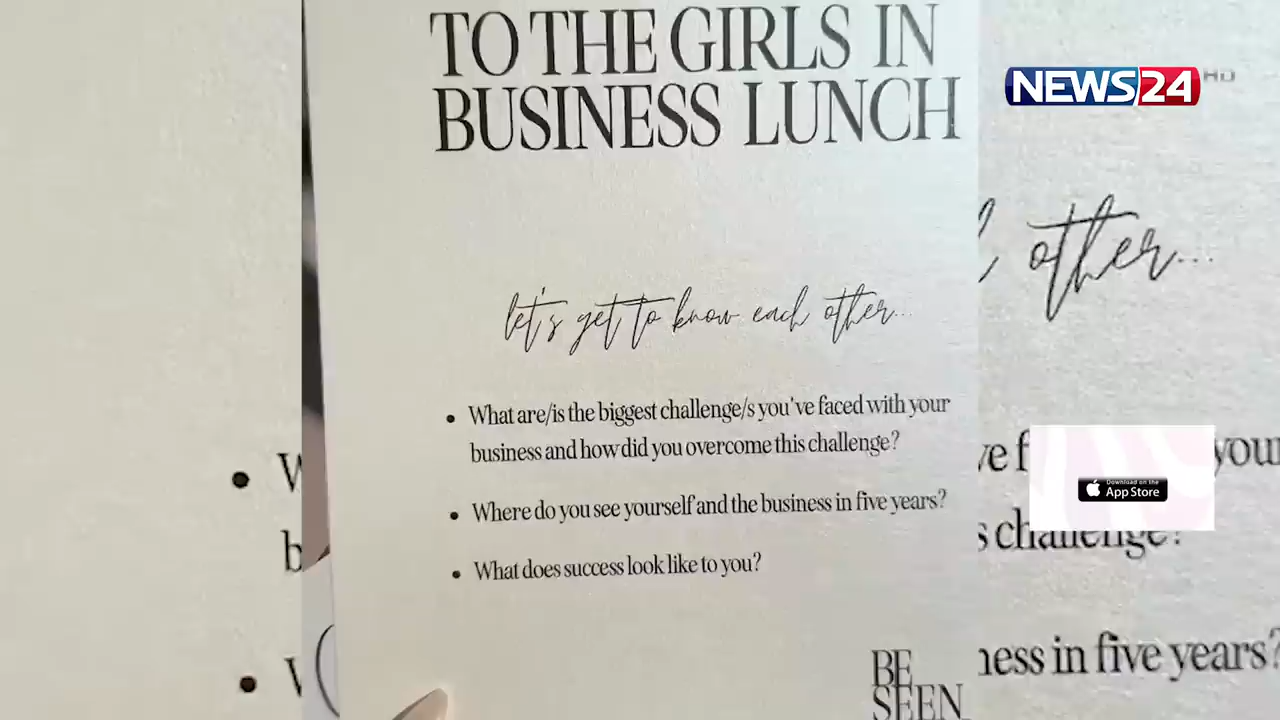 TO THE GIRLS IN
BUSINESS LUNCH
let's get to know each other...
• What are/is the biggest challenge/s you've faced with your
business and how did you overcome this challenge?
• Where do you see yourself and the business in five years?
• What does success look like to you?
BE
SEEN
NEWS24 HD
other...
your
Download on the
App Store
challenge?
ness in five years?